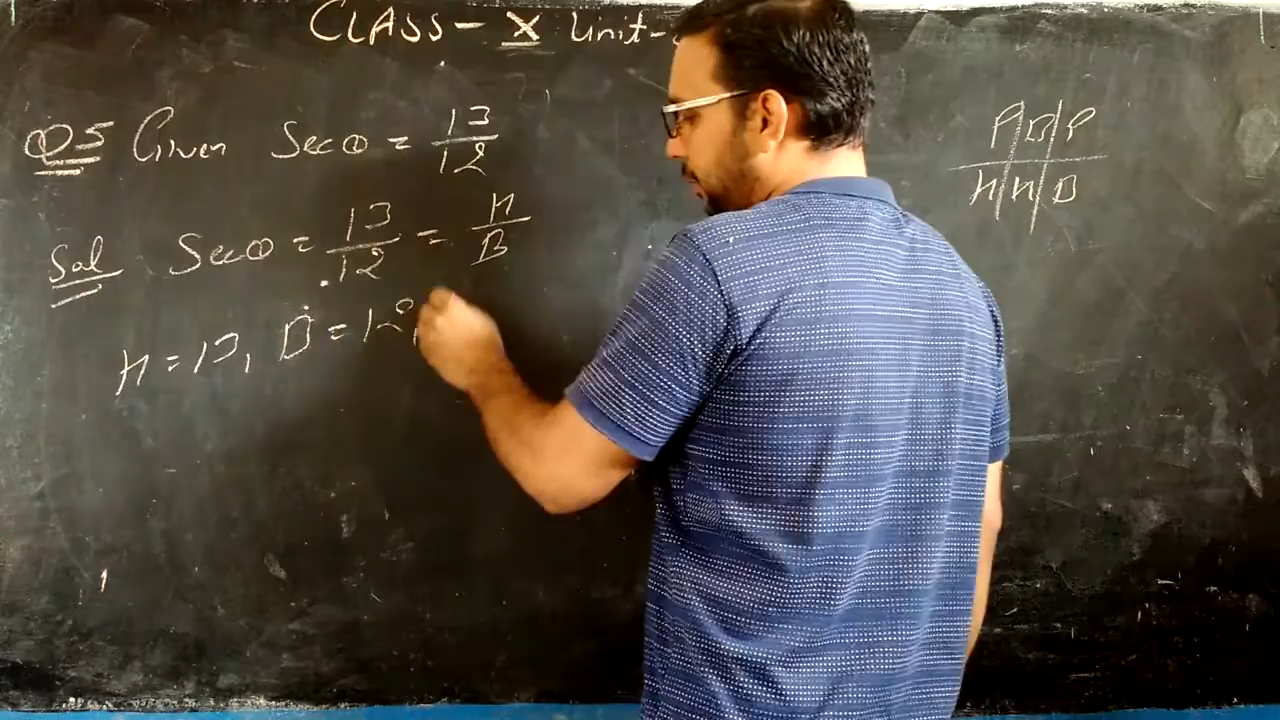 CLASS - X Unit-
Q5 Given Secθ = 13/12
Sol Secθ = 13/12 = H/B
H = 13, B = 12
P | B | P
H | H | B